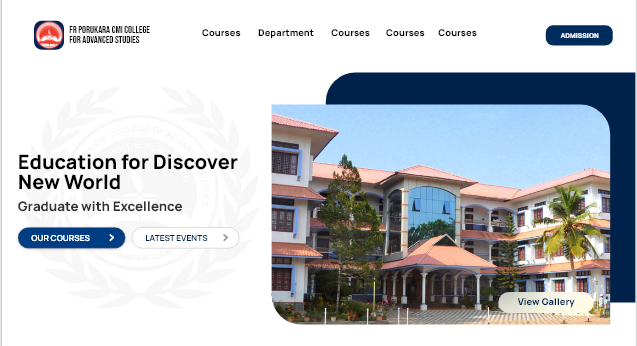 FR PORUKARA CMI COLLEGE
FOR ADVANCED STUDIES
Courses Department Courses Courses Courses
ADMISSION
Education for Discover
New World
Graduate with Excellence
OUR COURSES
LATEST EVENTS
View Gallery